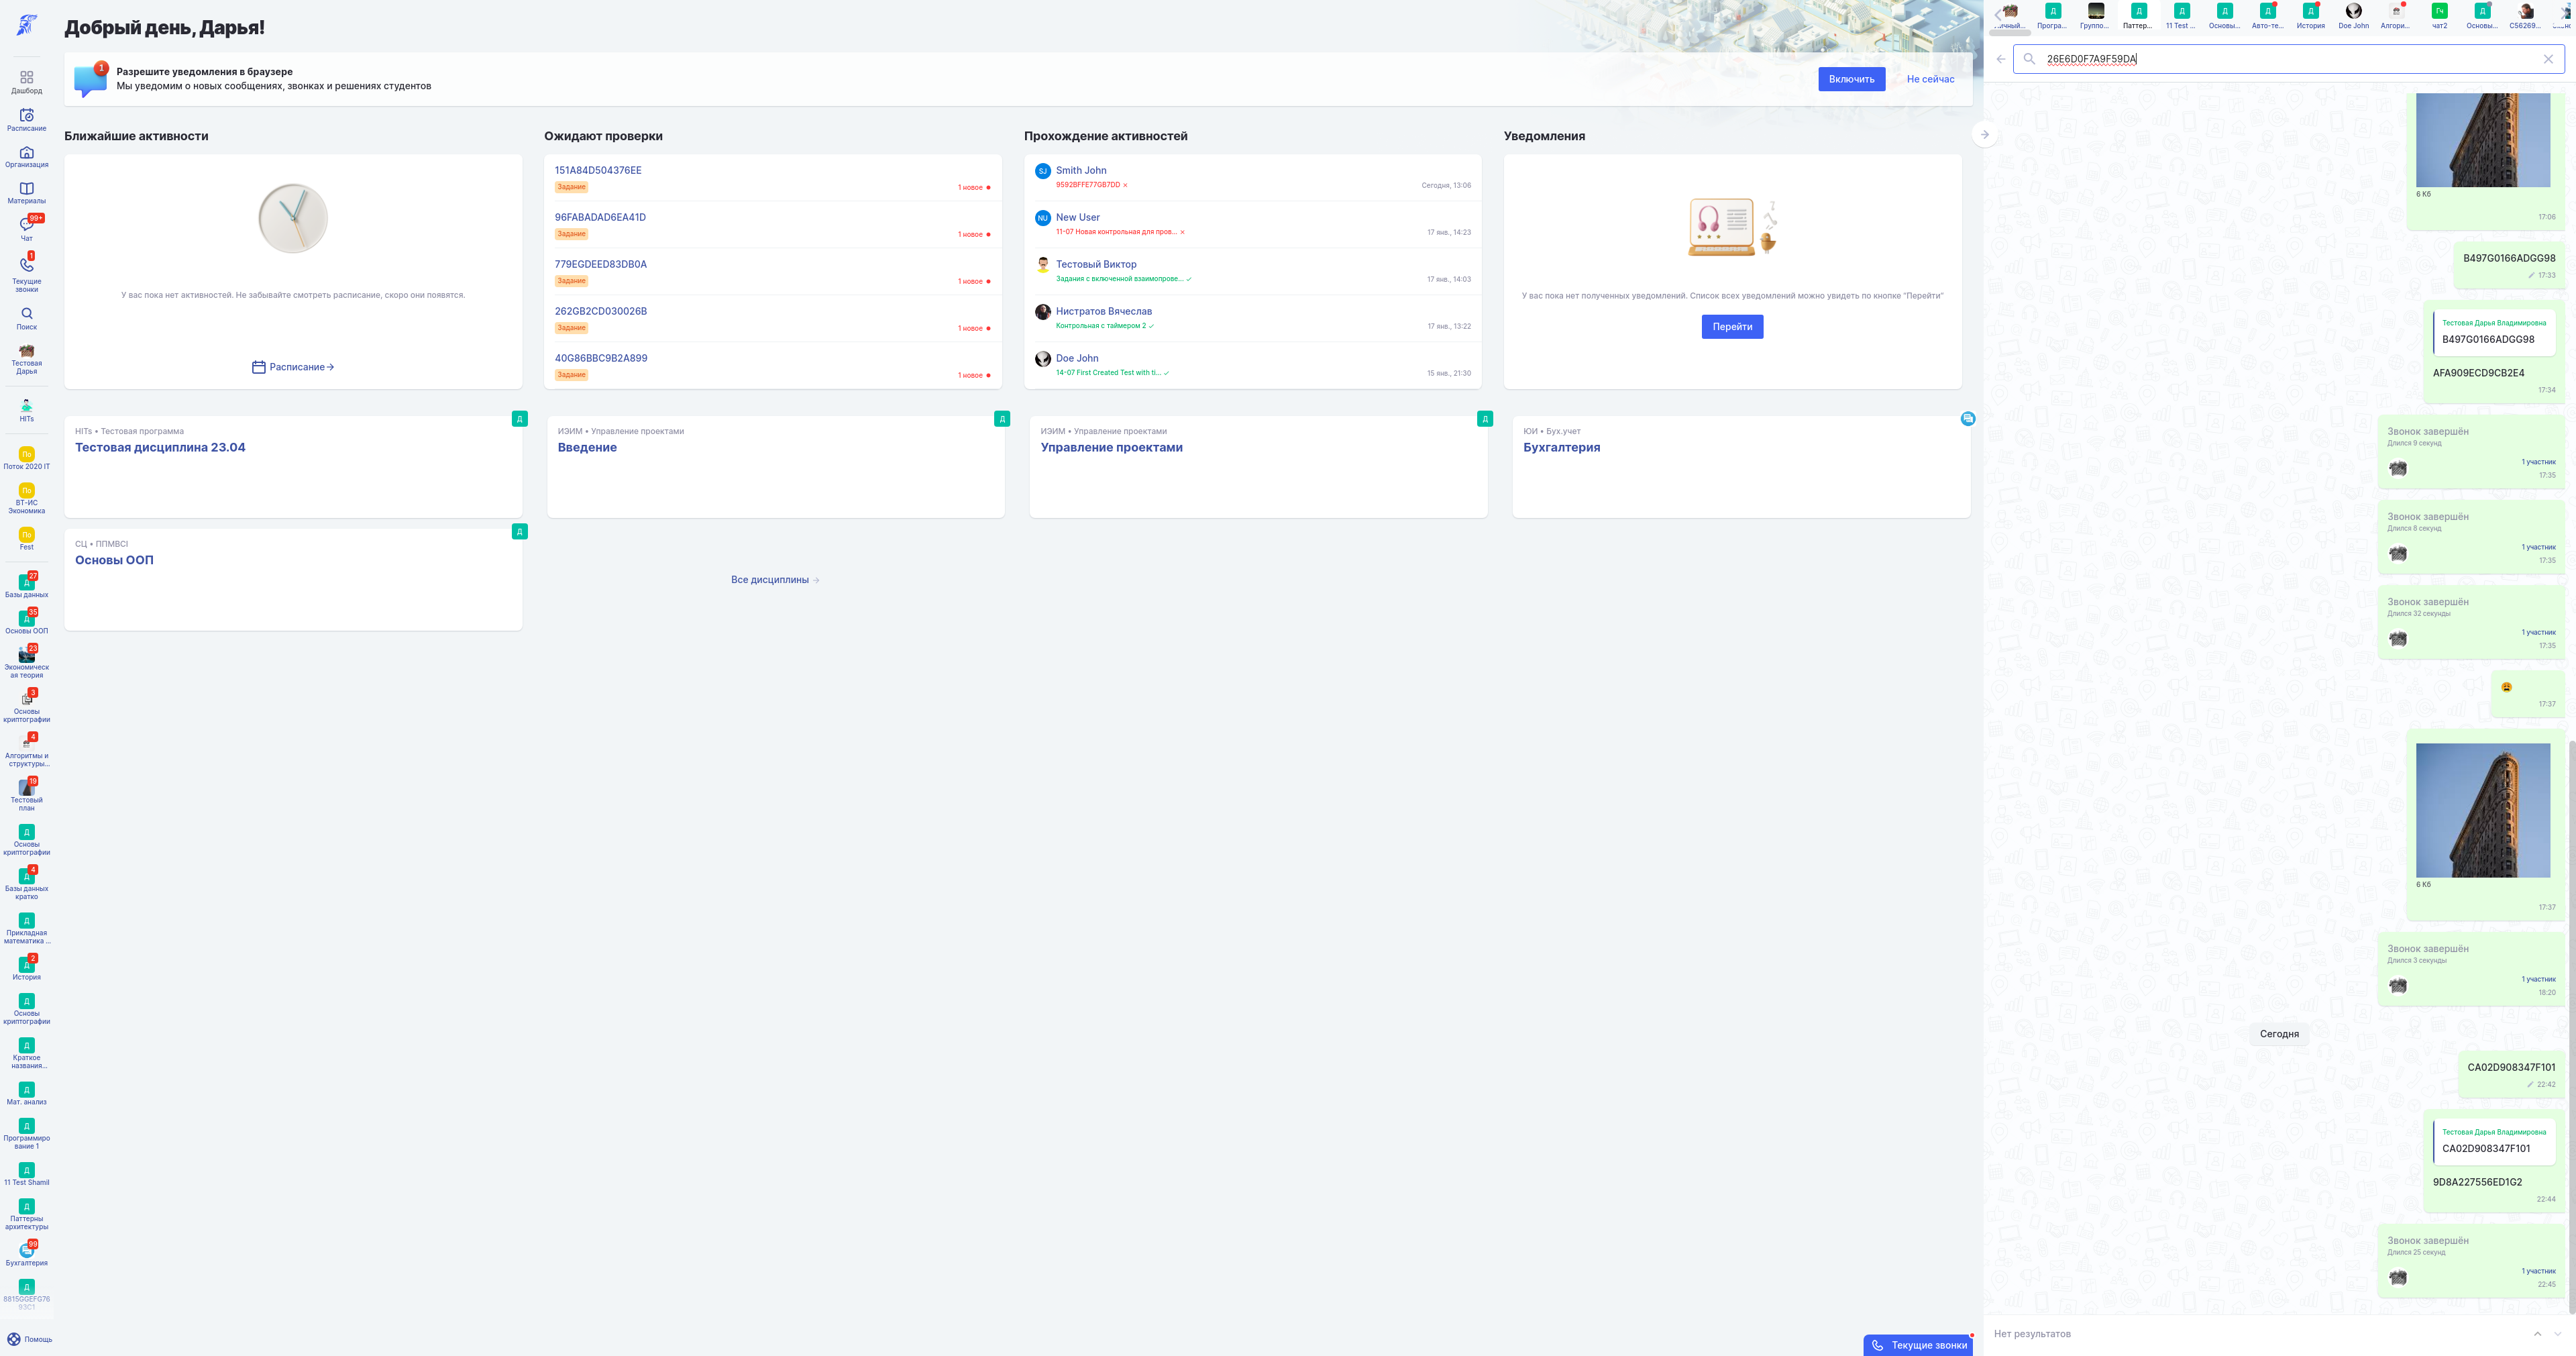 Дашборд
Расписание
Организация
Материалы
99+
Чат
1
Текущие
звонки
Поиск
Тестовая
Дарья
HITs
По
Поток 2020 IT
По
ВТ-ИС
Экономика
По
Fest
27
Д
Базы данных
35
Д
Основы ООП
23
Экономическ
ая теория
3
Основы
криптографии
4
Алгоритмы и
структуры...
19
Тестовый
план
Д
Основы
криптографии
4
Д
Базы данных
кратко
Д
Прикладная
математика ...
2
Д
История
Д
Основы
криптографии
Д
Краткое
названия...
Д
Мат. анализ
Д
Программиро
вание 1
Д
11 Test Shamil
Д
Паттерны
архитектуры
99
Бухгалтерия
Д
8815GGEFG76
93C1
Помощь
Добрый день, Дарья!
1
Разрешите уведомления в браузере
Мы уведомим о новых сообщениях, звонках и решениях студентов
Включить
Не сейчас
Ближайшие активности
У вас пока нет активностей. Не забывайте смотреть расписание, скоро они появятся.
Расписание
Ожидают проверки
151A84D504376EE
Задание
1 новое
96FABADAD6EA41D
Задание
1 новое
779EGDEED83DB0A
Задание
1 новое
262GB2CD030026B
Задание
1 новое
40G86BBC9B2A899
Задание
1 новое
Прохождение активностей
SJ
Smith John
9592BFFE77GB7DD
Сегодня, 13:06
NU
New User
11-07 Новая контрольная для пров...
17 янв., 14:23
Тестовый Виктор
Задания с включенной взаимопрове...
17 янв., 14:03
Нистратов Вячеслав
Контрольная с таймером 2
17 янв., 13:22
Doe John
14-07 First Created Test with ti...
15 янв., 21:30
Уведомления
У вас пока нет полученных уведомлений. Список всех уведомлений можно увидеть по кнопке "Перейти"
Перейти
Д
HITs • Тестовая программа
Тестовая дисциплина 23.04
Д
ИЭИМ • Управление проектами
Введение
Д
ИЭИМ • Управление проектами
Управление проектами
ЮИ • Бух.учет
Бухгалтерия
Д
СЦ • ППМВСI
Основы ООП
Все дисциплины
Текущие звонки
Д
Програ...
Группо...
Д
Паттер...
Д
11 Test ...
Д
Основы...
Д
Авто-те...
Д
История
Doe John
Алгори...
Гч
чат2
Д
Основы...
C56269...
26E6D0F7A9F59DA
6 Кб
17:06
B497G0166ADGG98
17:33
Тестовая Дарья Владимировна
B497G0166ADGG98
AFA909ECD9CB2E4
17:34
Звонок завершён
Длился 9 секунд
1 участник
17:35
Звонок завершён
Длился 8 секунд
1 участник
17:35
Звонок завершён
Длился 32 секунды
1 участник
17:35
17:37
6 Кб
17:37
Звонок завершён
Длился 3 секунды
1 участник
18:20
Сегодня
CA02D908347F101
22:42
Тестовая Дарья Владимировна
CA02D908347F101
9D8A227556ED1G2
22:44
Звонок завершён
Длился 25 секунд
1 участник
22:45
Нет результатов